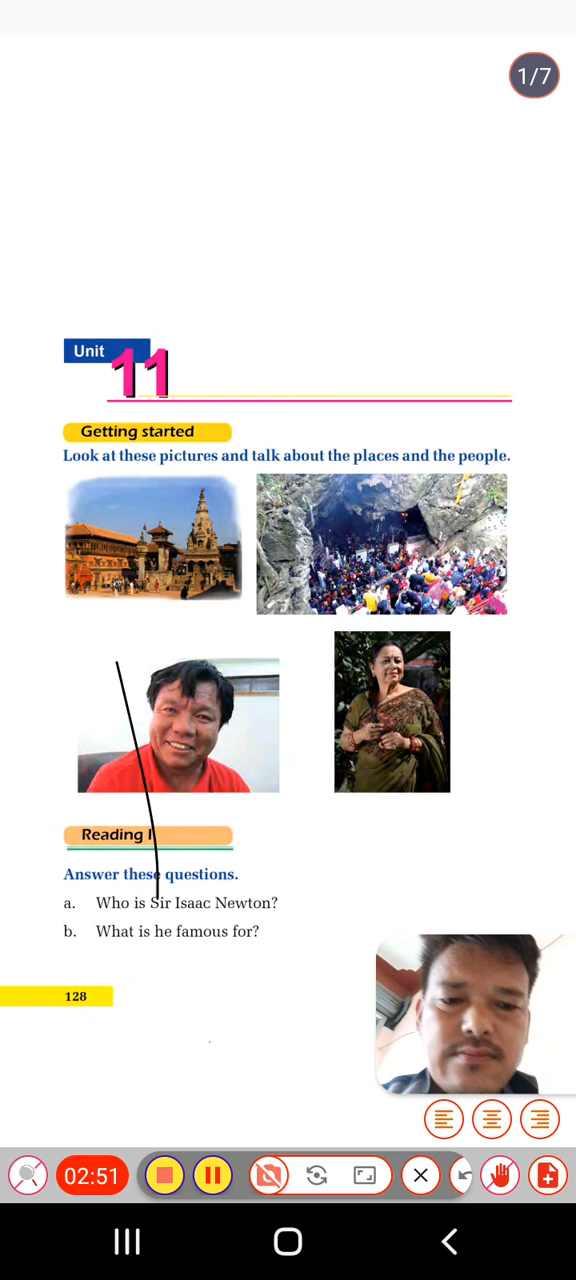 1/7
Unit
11
Getting started
Look at these pictures and talk about the places and the people.
Reading I
Answer these questions.
a. Who is Sir Isaac Newton?
b. What is he famous for?
128
02:51